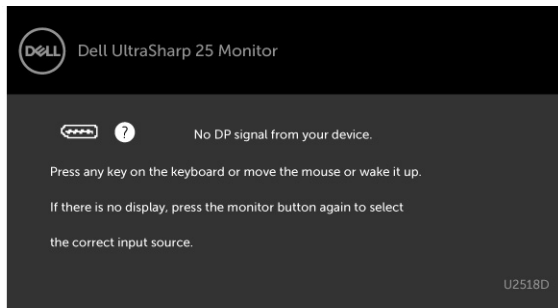 DELL
Dell UltraSharp 25 Monitor
? No DP signal from your device.
Press any key on the keyboard or move the mouse or wake it up.
If there is no display, press the monitor button again to select
the correct input source.
U2518D